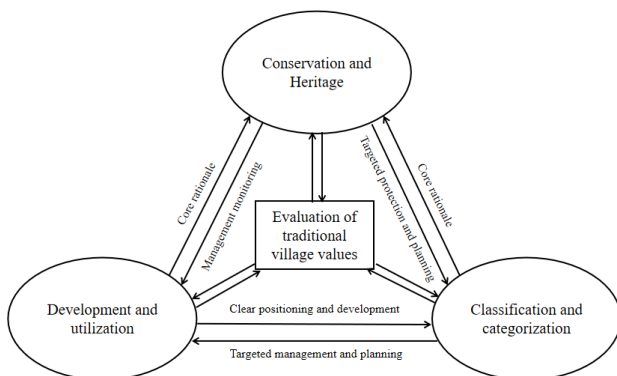 Conservation and
Heritage
Core rationale
Management monitoring
Targeted protection and planning
Core rationale
Evaluation of
traditional
village values
Development and
utilization
Clear positioning and development
Classification and
categorization
Targeted management and planning